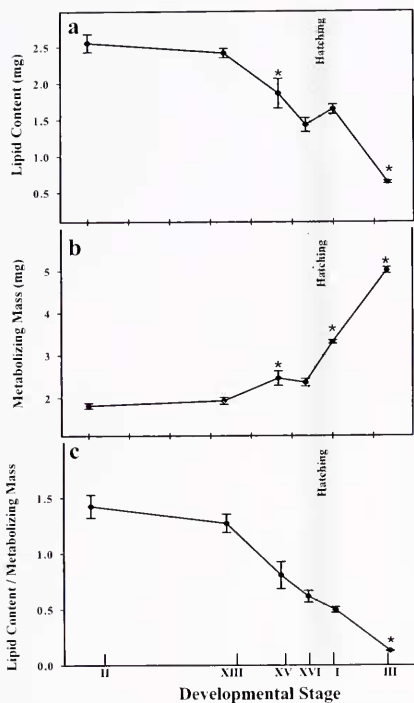 a
Hatching
*
*
2.5
2.0
1.5
1.0
0.5
Lipid Content (mg)
b
Hatching
*
*
*
5
4
3
2
Metabolizing Mass (mg)
c
Hatching
*
1.5
1.0
0.5
0.0
Lipid Content / Metabolizing Mass
II XIII XV XVI I III
Developmental Stage